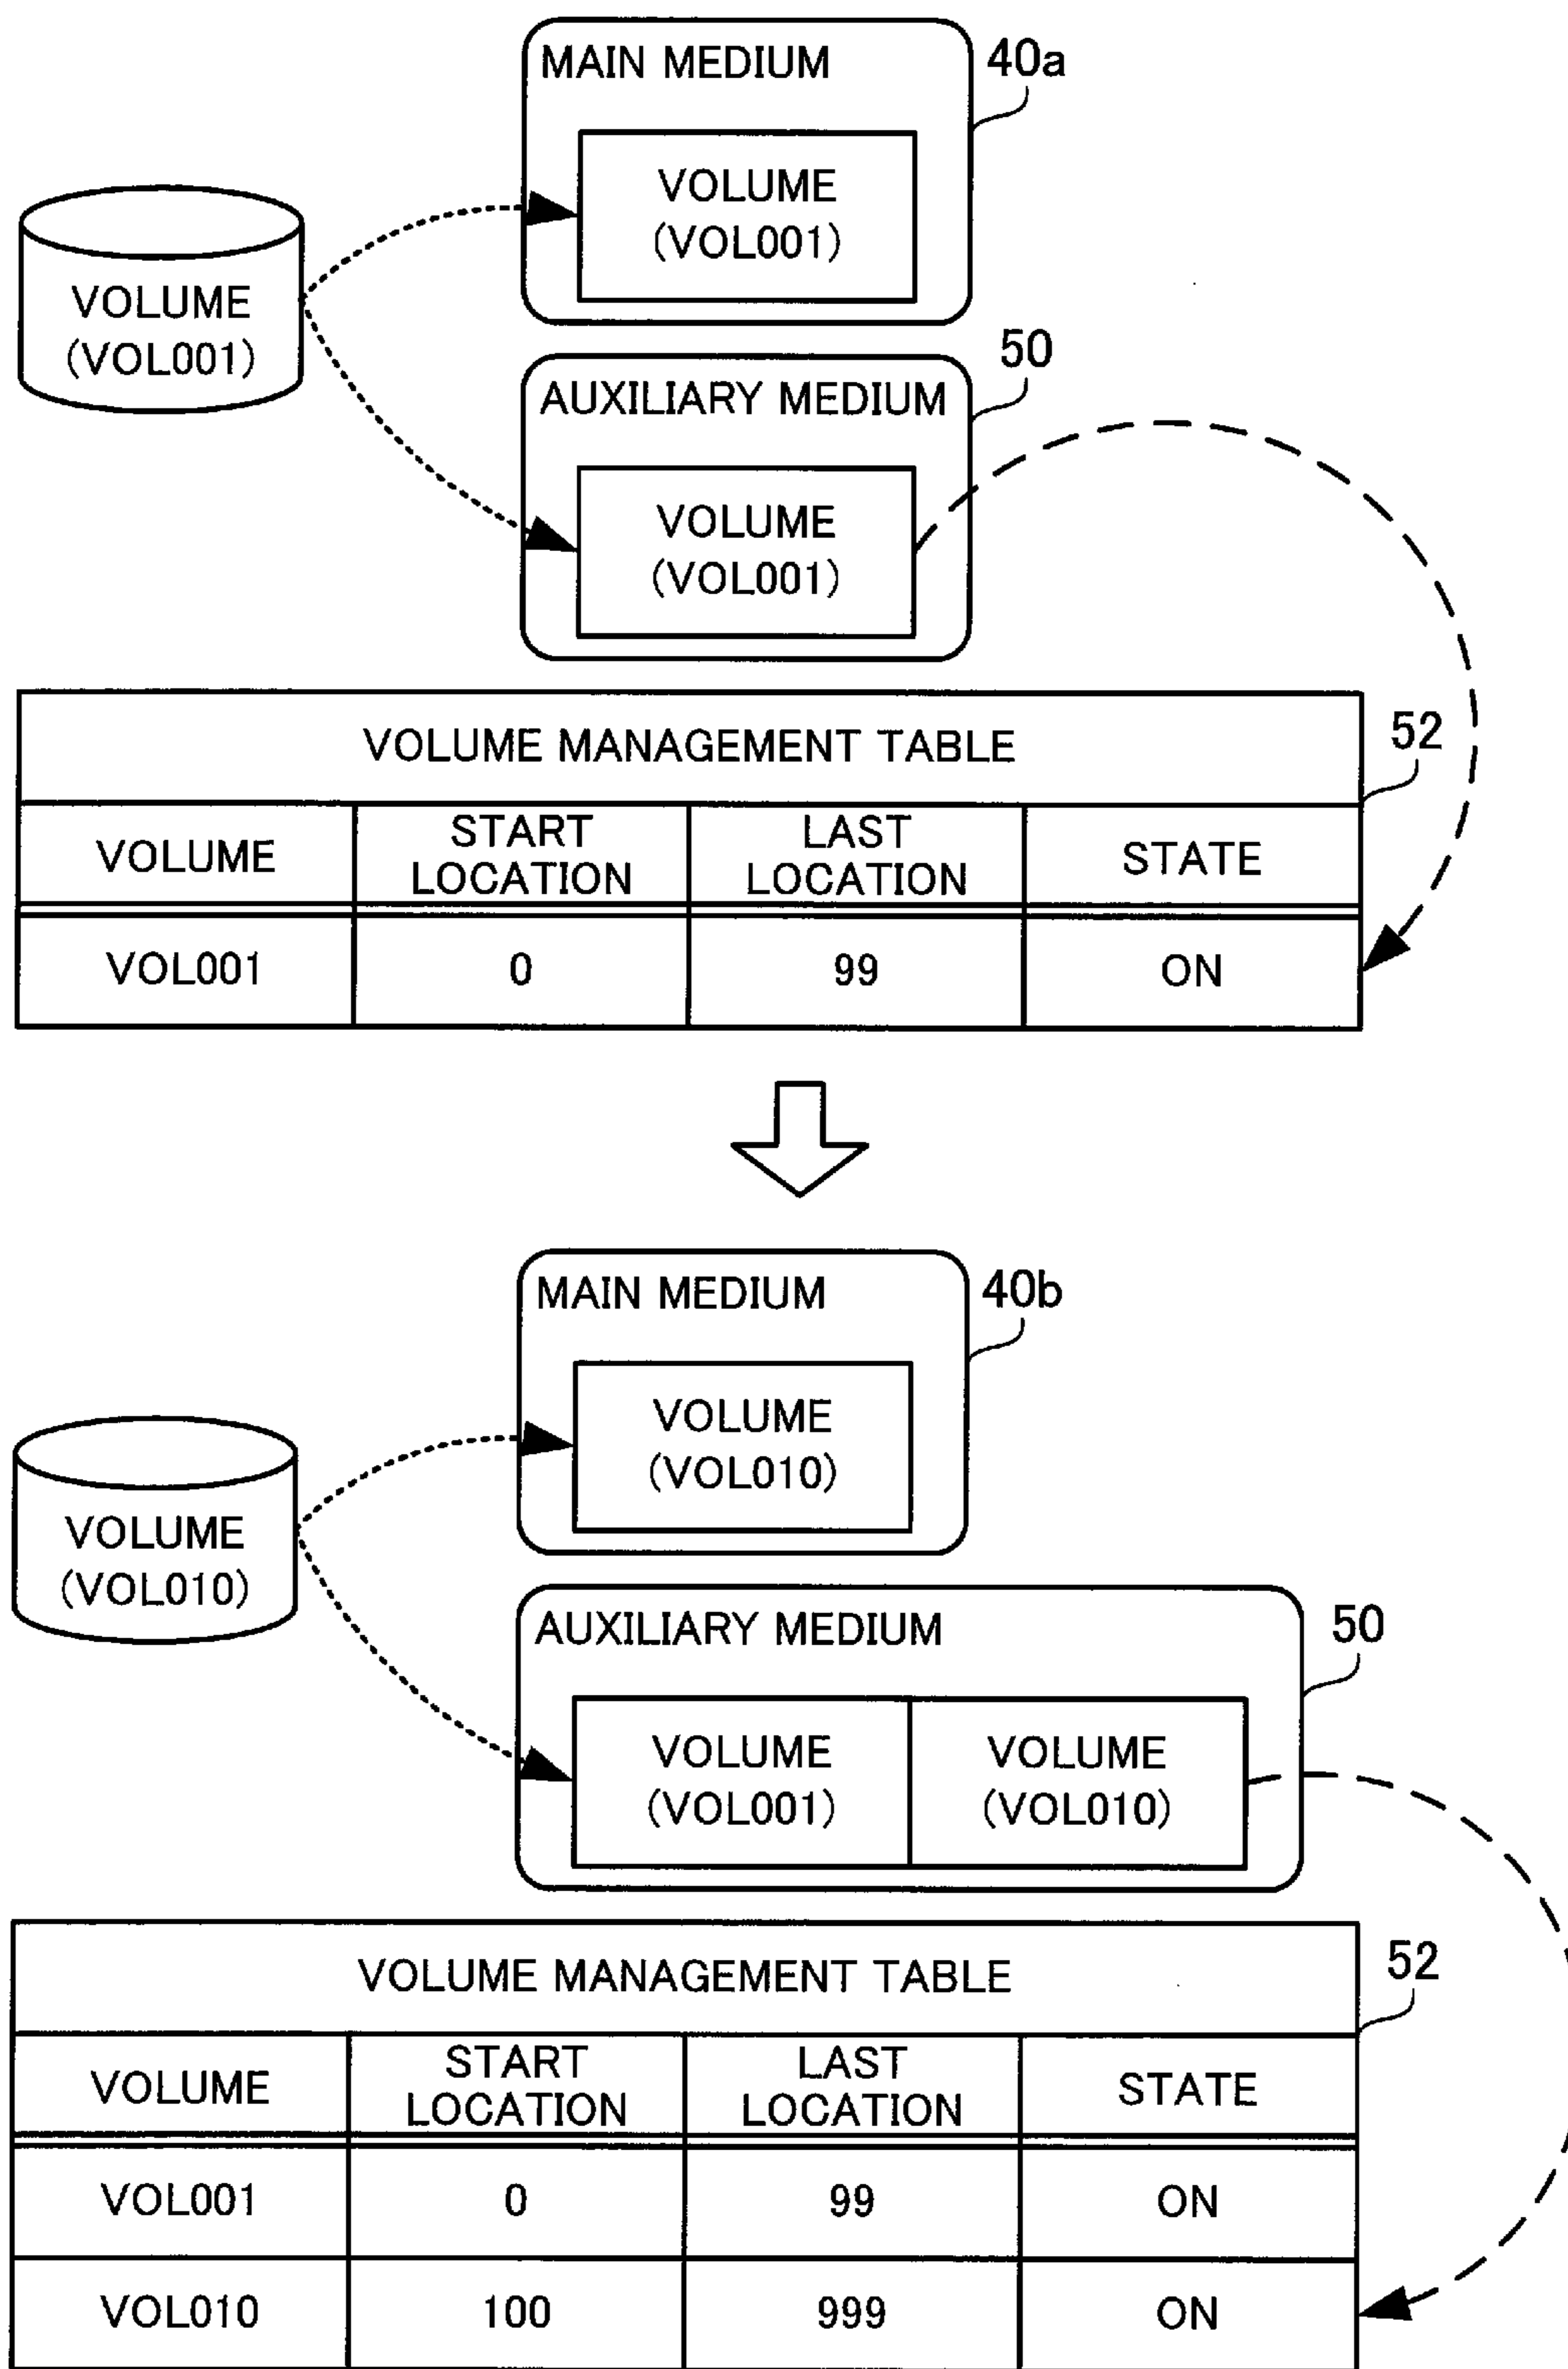 MAIN MEDIUM
40a
VOLUME
(VOL001)
VOLUME
(VOL001)
50
AUXILIARY MEDIUM
VOLUME
(VOL001)
52
VOLUME MANAGEMENT TABLE
VOLUME START LOCATION LAST LOCATION STATE
VOL001 0 99 ON
MAIN MEDIUM
40b
VOLUME
(VOL010)
VOLUME
(VOL010)
AUXILIARY MEDIUM
50
VOLUME
(VOL001)
VOLUME
(VOL010)
52
VOLUME MANAGEMENT TABLE
VOLUME START LOCATION LAST LOCATION STATE
VOL001 0 99 ON
VOL010 100 999 ON